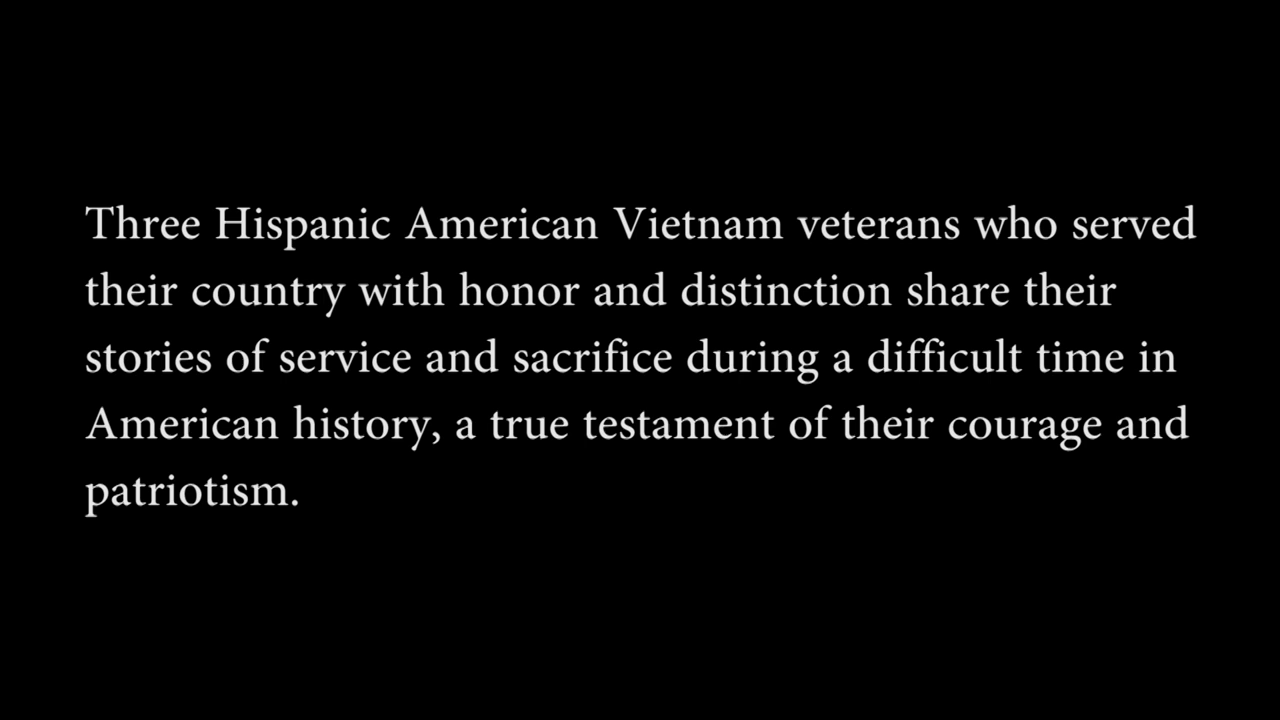 Three Hispanic American Vietnam veterans who served
their country with honor and distinction share their
stories of service and sacrifice during a difficult time in
American history, a true testament of their courage and
patriotism.